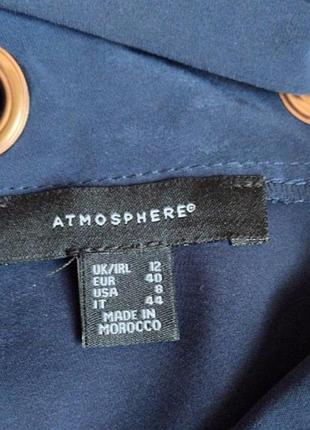 ATMOSPHERE®
UK/IRL 12
EUR 40
USA 8
IT 44
MADE IN
MOROCCO